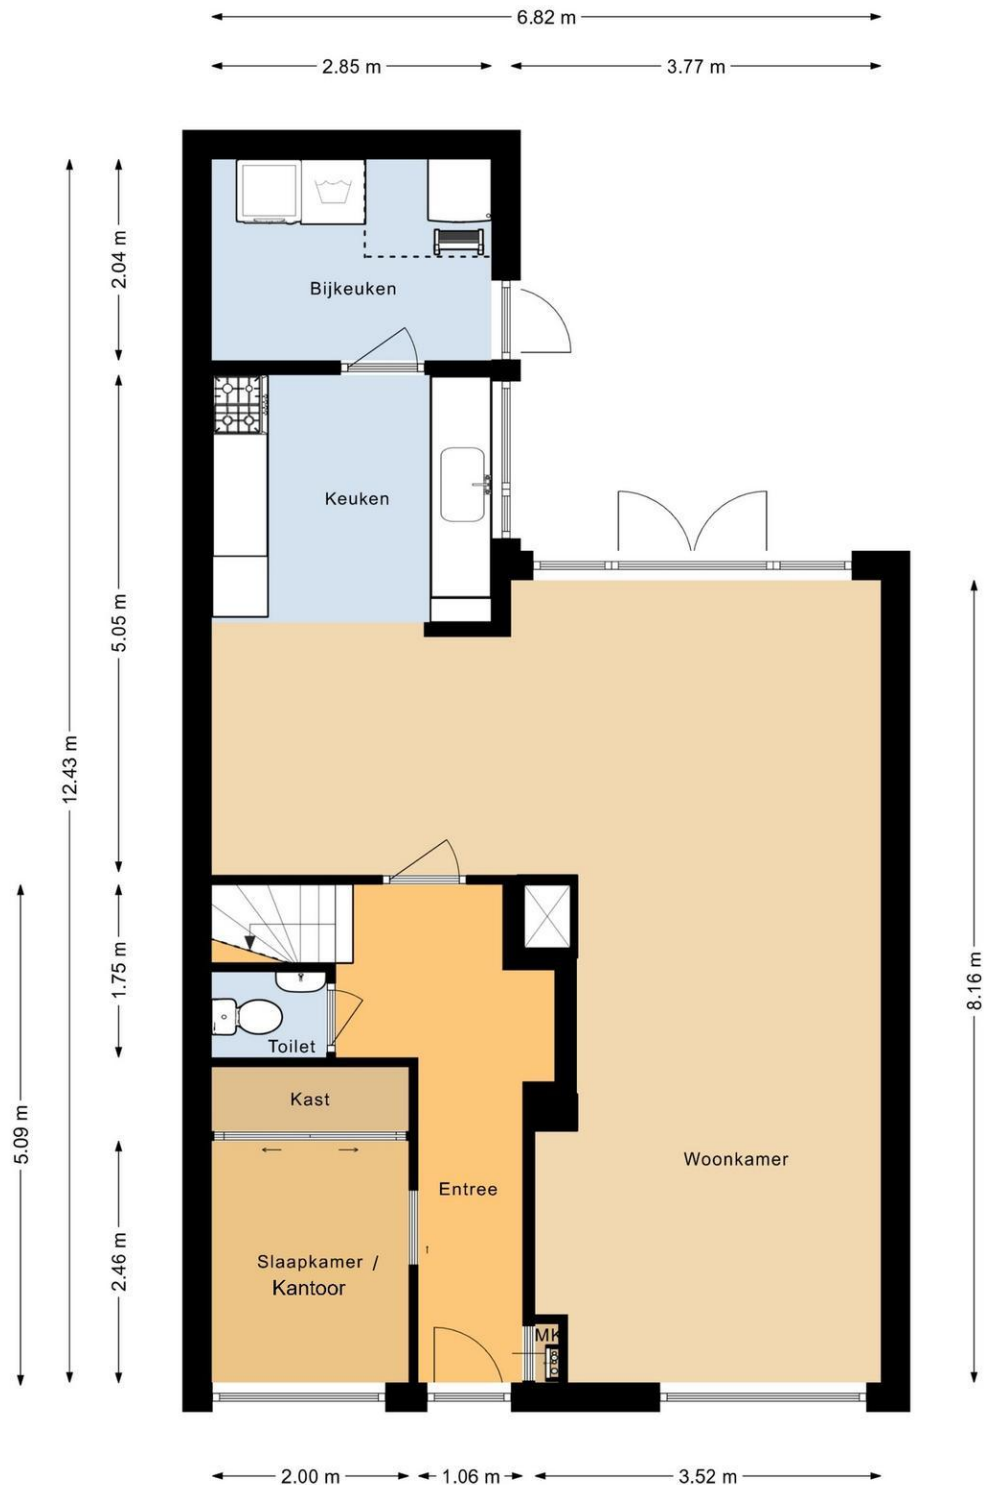 6.82 m
2.85 m
3.77 m
2.04 m
Bijkeuken
Keuken
5.05 m
12.43 m
1.75 m
8.16 m
Toilet
Kast
5.09 m
Woonkamer
Entree
2.46 m
Slaapkamer /
Kantoor
MK
2.00 m
1.06 m
3.52 m